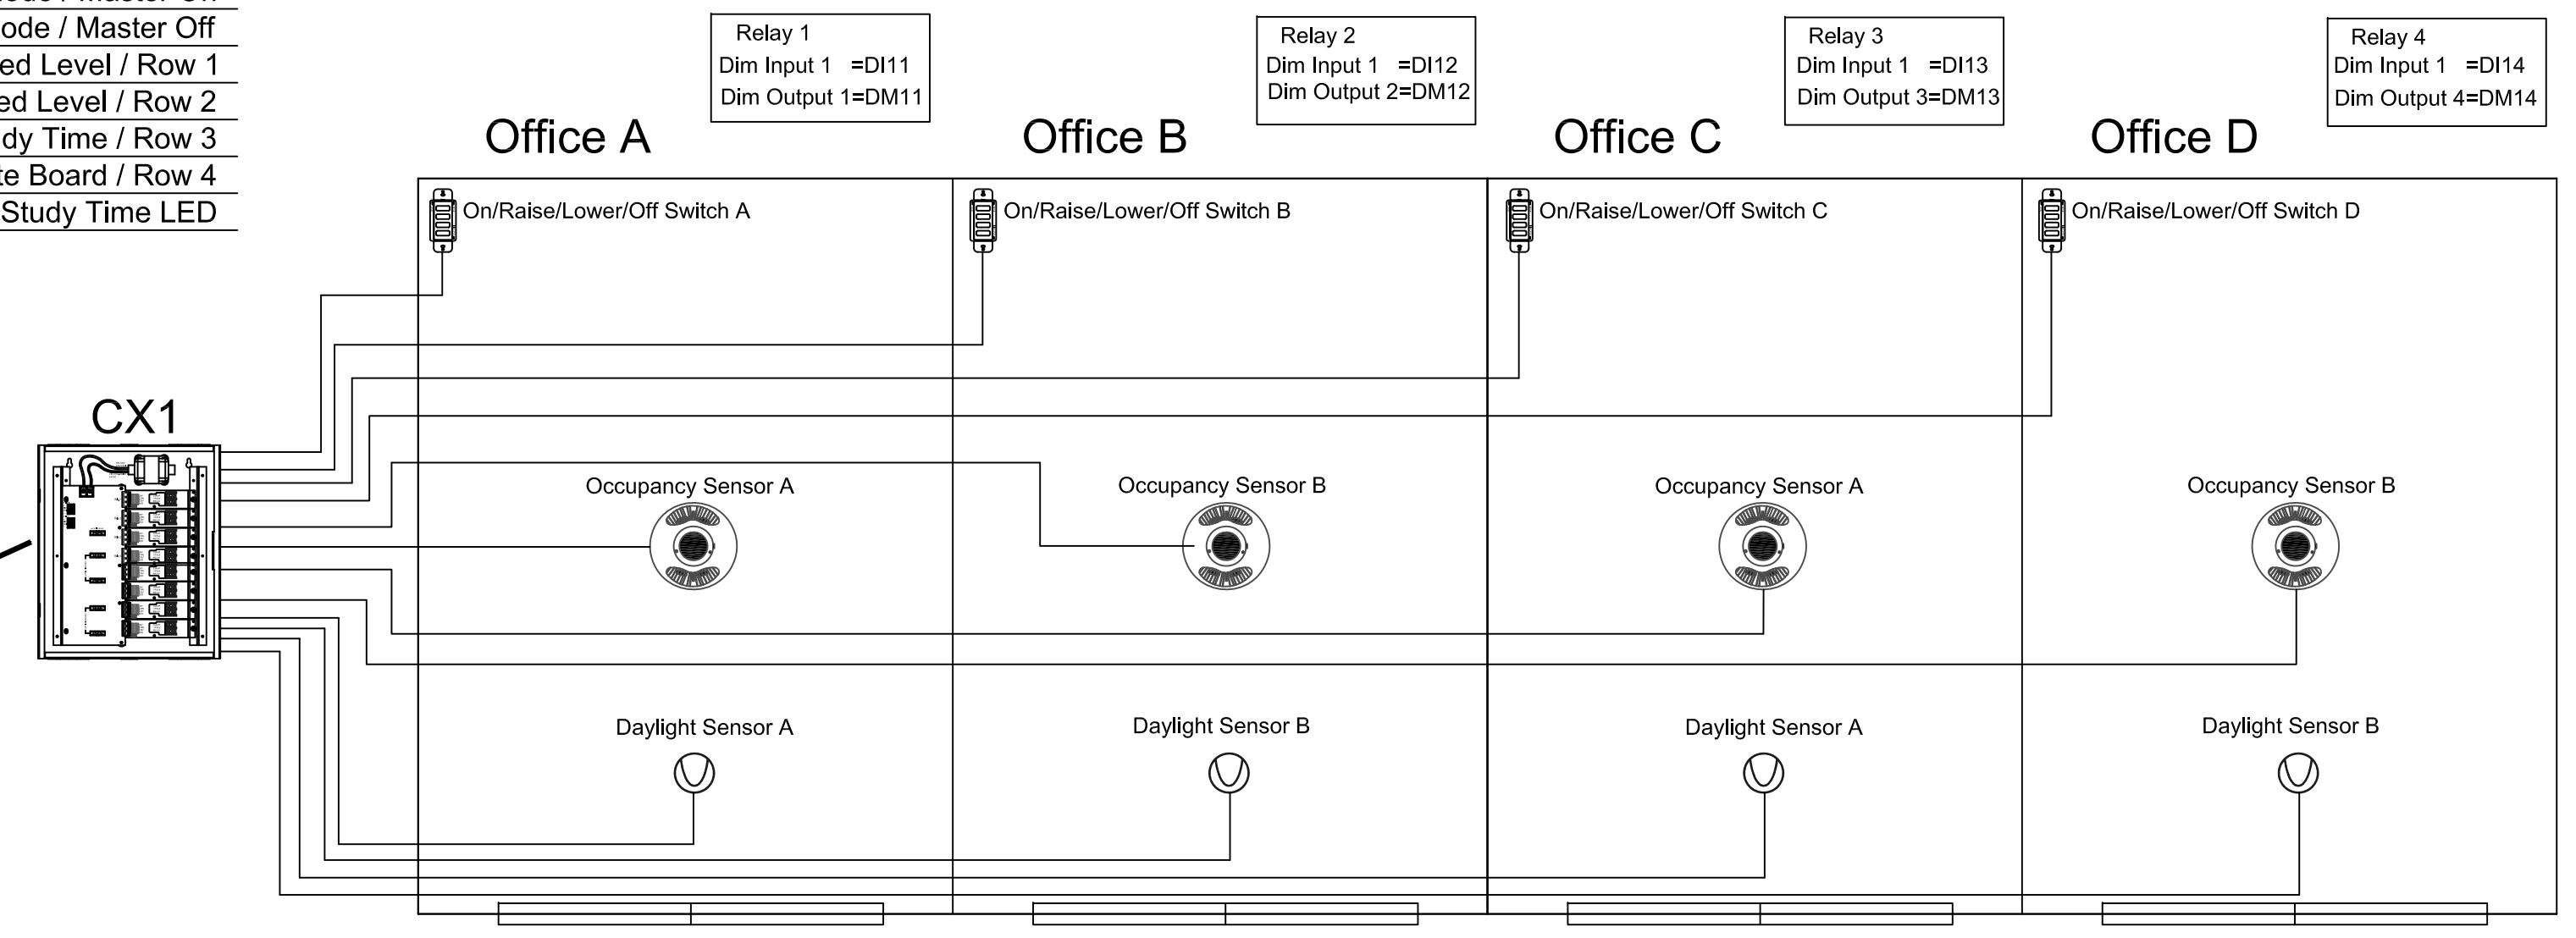 ode / Master Off
ed Level / Row 1
ed Level / Row 2
dy Time / Row 3
te Board / Row 4
Study Time LED
Relay 1
Dim Input 1 =DI11
Dim Output 1=DM11
Relay 2
Dim Input 1 =DI12
Dim Output 2=DM12
Relay 3
Dim Input 1 =DI13
Dim Output 3=DM13
Relay 4
Dim Input 1 =DI14
Dim Output 4=DM14
Office A
Office B
Office C
Office D
On/Raise/Lower/Off Switch A
On/Raise/Lower/Off Switch B
On/Raise/Lower/Off Switch C
On/Raise/Lower/Off Switch D
CX1
Occupancy Sensor A
Occupancy Sensor B
Occupancy Sensor A
Occupancy Sensor B
Daylight Sensor A
Daylight Sensor B
Daylight Sensor A
Daylight Sensor B